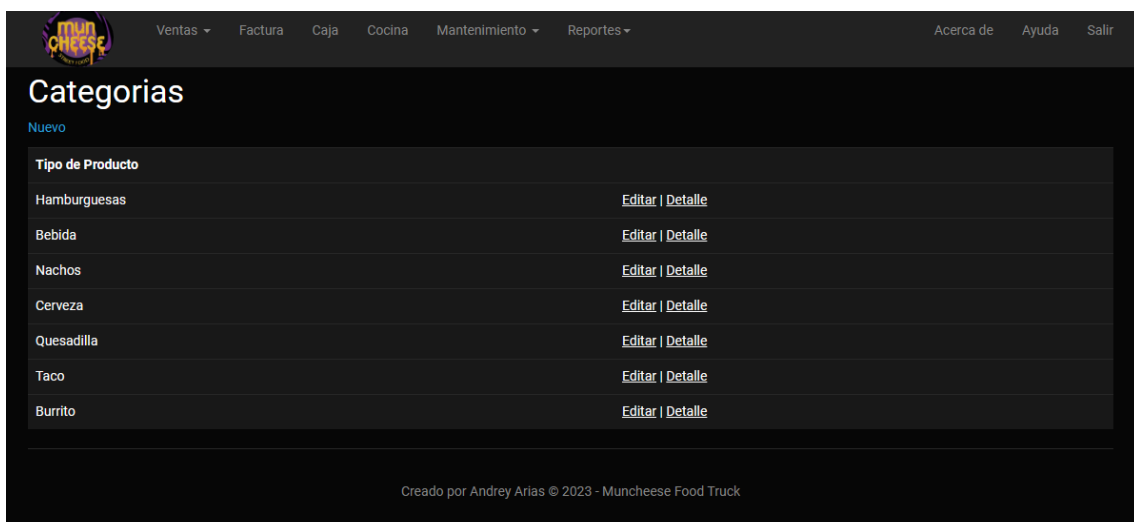 mun
CHEESE
STREET FOOD
Ventas Factura Caja Cocina Mantenimiento Reportes Acerca de Ayuda Salir
Categorias
Nuevo
Tipo de Producto
Hamburguesas Editar | Detalle
Bebida Editar | Detalle
Nachos Editar | Detalle
Cerveza Editar | Detalle
Quesadilla Editar | Detalle
Taco Editar | Detalle
Burrito Editar | Detalle
Creado por Andrey Arias © 2023 - Muncheese Food Truck